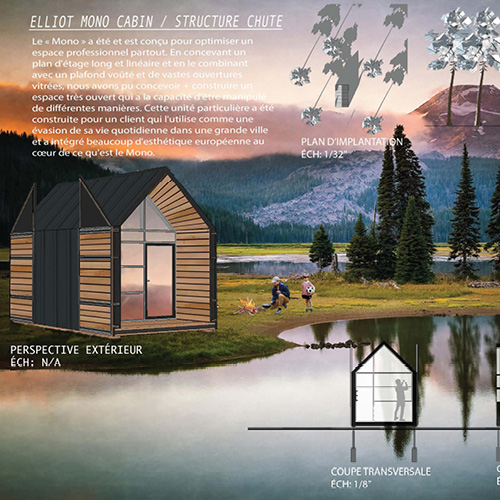 ELLIOT MONO CABIN / STRUCTURE CHUTE
Le « Mono » a été et est conçu pour optimiser un
espace professionnel partout. En concevant un
plan d'étage long et linéaire et en le combinant
avec un plafond voûté et de vastes ouvertures
vitrées, nous avons pu concevoir + construire un
espace très ouvert qui a la capacité d'être manipulé
de différentes manières. Cette unité particulière a été
construite pour un client qui l'utilise comme une
évasion de sa vie quotidienne dans une grande ville
et a intégré beaucoup d'esthétique européenne au
cœur de ce qu'est le Mono.
PLAN D'IMPLANTATION
ÉCH: 1/32"
PERSPECTIVE EXTÉRIEUR
ÉCH: N/A
COUPE TRANSVERSALE
ÉCH: 1/8"